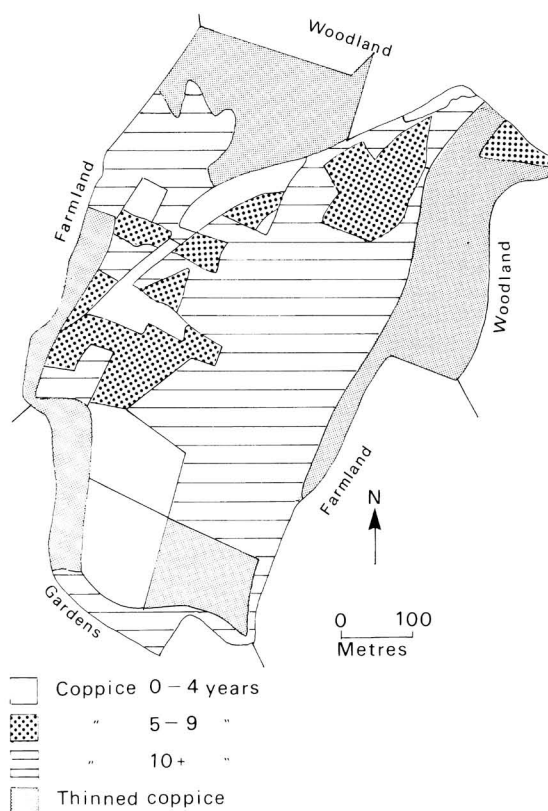 Woodland
Farmland
Woodland
Farmland
N
Gardens
0 100
Metres
Coppice 0 – 4 years
" 5 – 9 "
" 10 + "
Thinned coppice